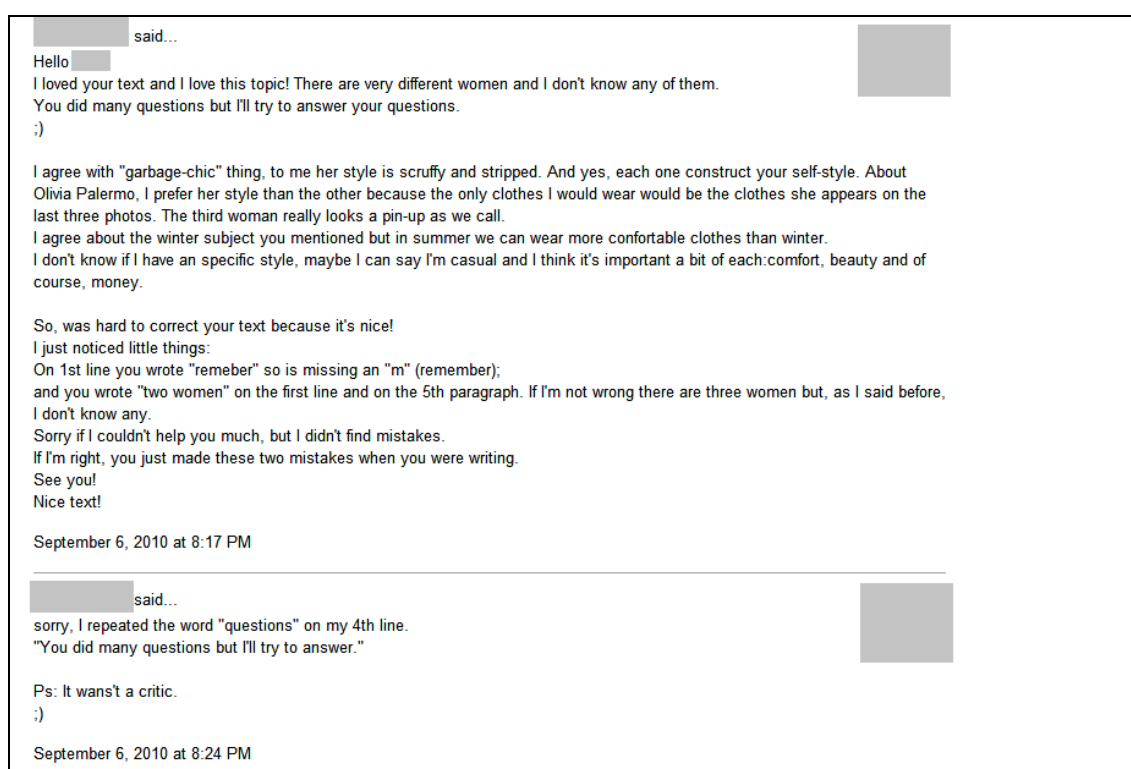 said...
Hello
I loved your text and I love this topic! There are very different women and I don't know any of them.
You did many questions but I'll try to answer your questions.
;)
I agree with "garbage-chic" thing, to me her style is scruffy and stripped. And yes, each one construct your self-style. About
Olivia Palermo, I prefer her style than the other because the only clothes I would wear would be the clothes she appears on the
last three photos. The third woman really looks a pin-up as we call.
I agree about the winter subject you mentioned but in summer we can wear more confortable clothes than winter.
I don't know if I have an specific style, maybe I can say I'm casual and I think it's important a bit of each:comfort, beauty and of
course, money.
So, was hard to correct your text because it's nice!
I just noticed little things:
On 1st line you wrote "remeber" so is missing an "m" (remember);
and you wrote "two women" on the first line and on the 5th paragraph. If I'm not wrong there are three women but, as I said before,
I don't know any.
Sorry if I couldn't help you much, but I didn't find mistakes.
If I'm right, you just made these two mistakes when you were writing.
See you!
Nice text!
September 6, 2010 at 8:17 PM
said...
sorry, I repeated the word "questions" on my 4th line.
"You did many questions but I'll try to answer."
Ps: It wans't a critic.
;)
September 6, 2010 at 8:24 PM